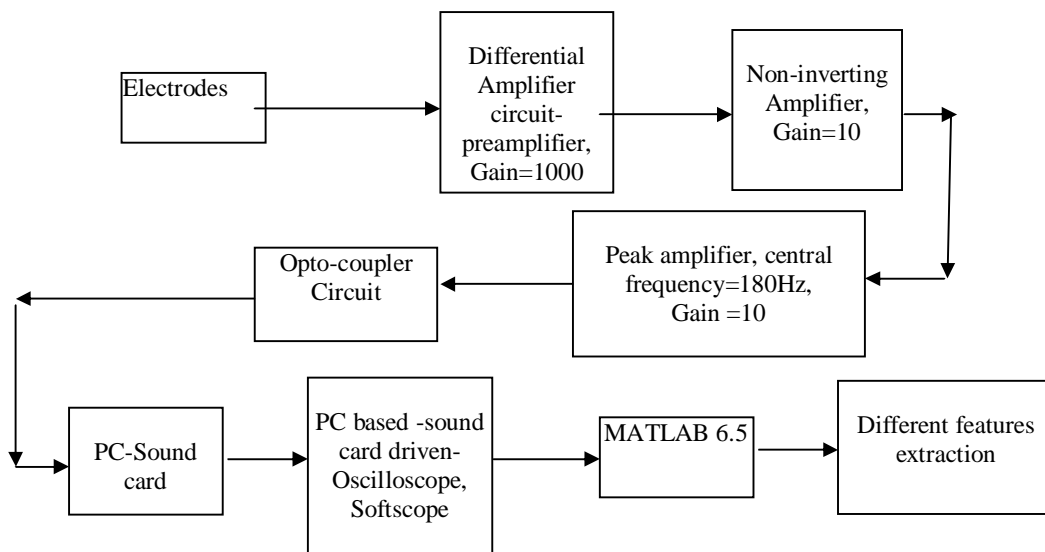 Electrodes
Differential
Amplifier
circuit-
preamplifier,
Gain=1000
Non-inverting
Amplifier,
Gain=10
Peak amplifier, central
frequency=180Hz,
Gain =10
Opto-coupler
Circuit
PC-Sound
card
PC based -sound
card driven-
Oscilloscope,
Softscope
MATLAB 6.5
Different features
extraction